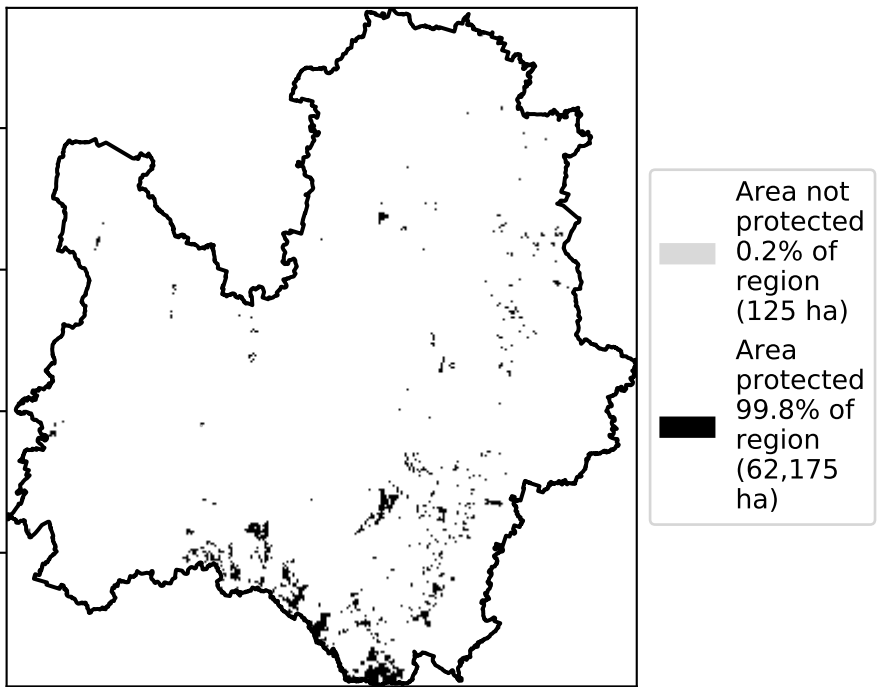 Area not
protected
0.2% of
region
(125 ha)
Area
protected
99.8% of
region
(62,175
ha)